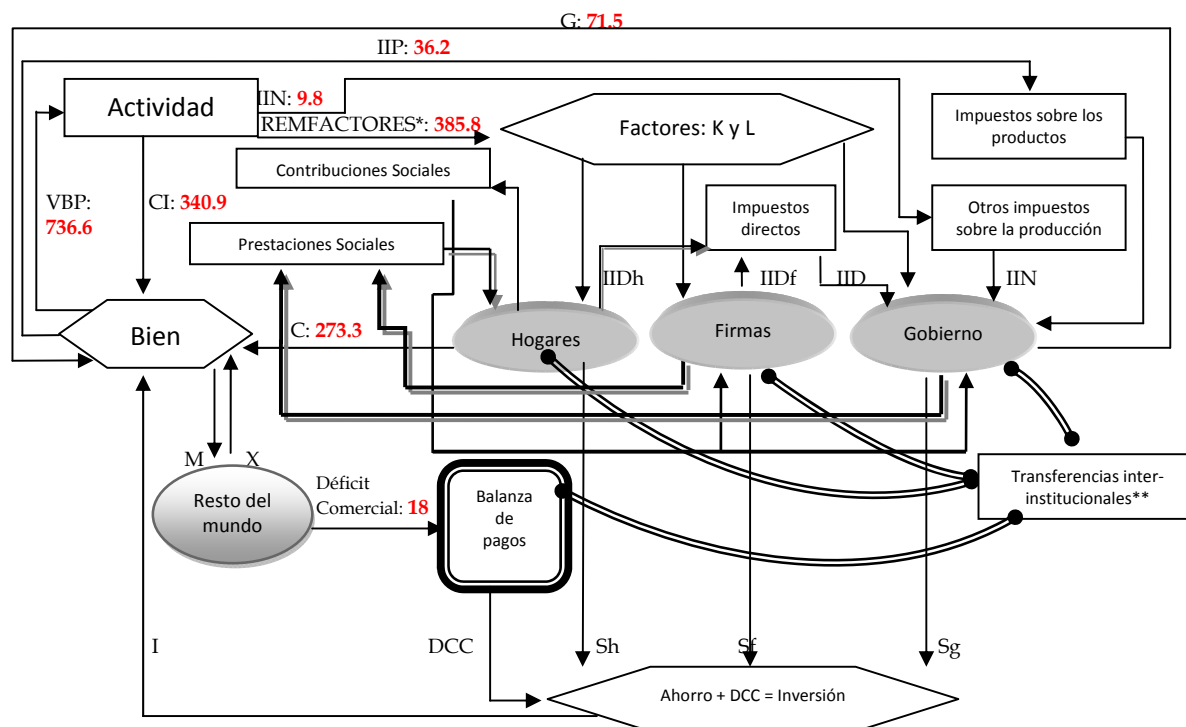 G: 71.5
IIP: 36.2
Actividad
IIN: 9.8
REMFACTORES*: 385.8
Factores: K y L
Impuestos sobre los
productos
Contribuciones Sociales
VBP:
736.6
CI: 340.9
Prestaciones Sociales
Impuestos
directos
Otros impuestos
sobre la producción
IIDh
IIDf
IID
IIN
Bien
C: 273.3
Hogares
Firmas
Gobierno
M
X
Resto del
mundo
Déficit
Comercial: 18
Balanza
de
pagos
Transferencias inter-
institucionales**
I
DCC
Sh
Sf
Sg
Ahorro + DCC = Inversión